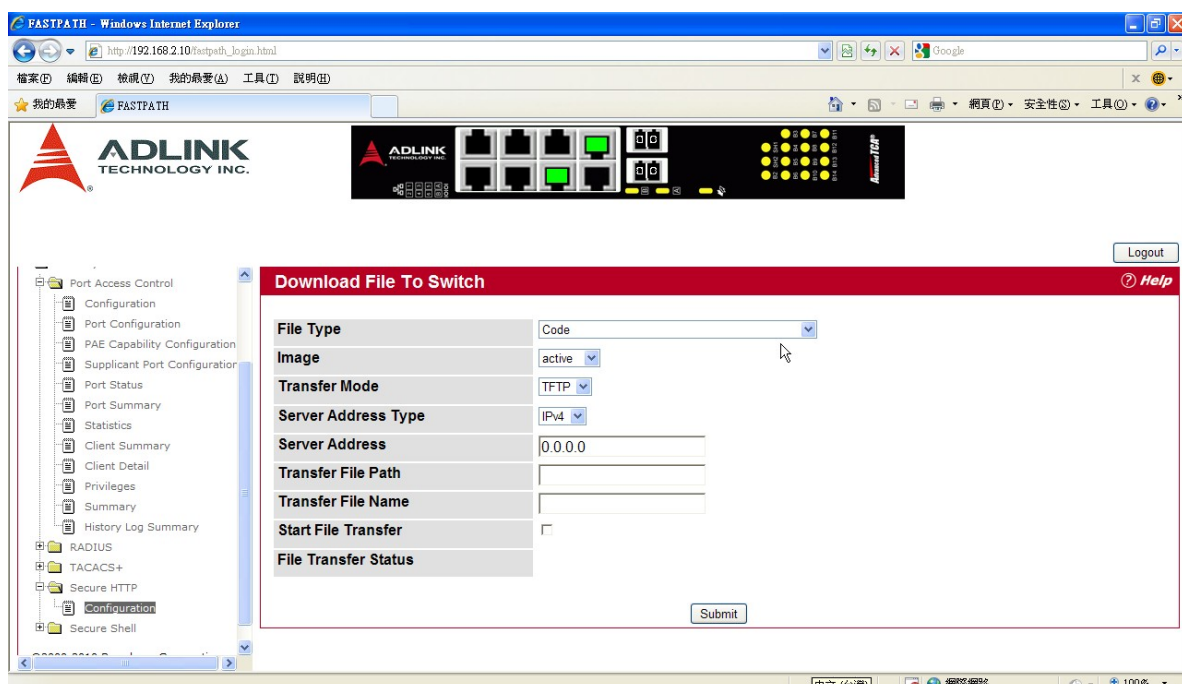 FASTPATH - Windows Internet Explorer
http://192.168.2.10/fastpath_login.html
Google
檔案(F) 編輯(E) 檢視(V) 我的最愛(A) 工具(T) 說明(H)
我的最愛 FASTPATH 網頁(P) 安全性(S) 工具(O)
ADLINK
TECHNOLOGY INC.
ADLINK
TECHNOLOGY INC.
AdvancedTCA
Logout
Port Access Control
Configuration
Port Configuration
PAE Capability Configuration
Supplicant Port Configuration
Port Status
Port Summary
Statistics
Client Summary
Client Detail
Privileges
Summary
History Log Summary
RADIUS
TACACS+
Secure HTTP
Configuration
Secure Shell
Download File To Switch
Help
File Type Code
Image active
Transfer Mode TFTP
Server Address Type IPv4
Server Address 0.0.0.0
Transfer File Path
Transfer File Name
Start File Transfer
File Transfer Status
Submit
100%